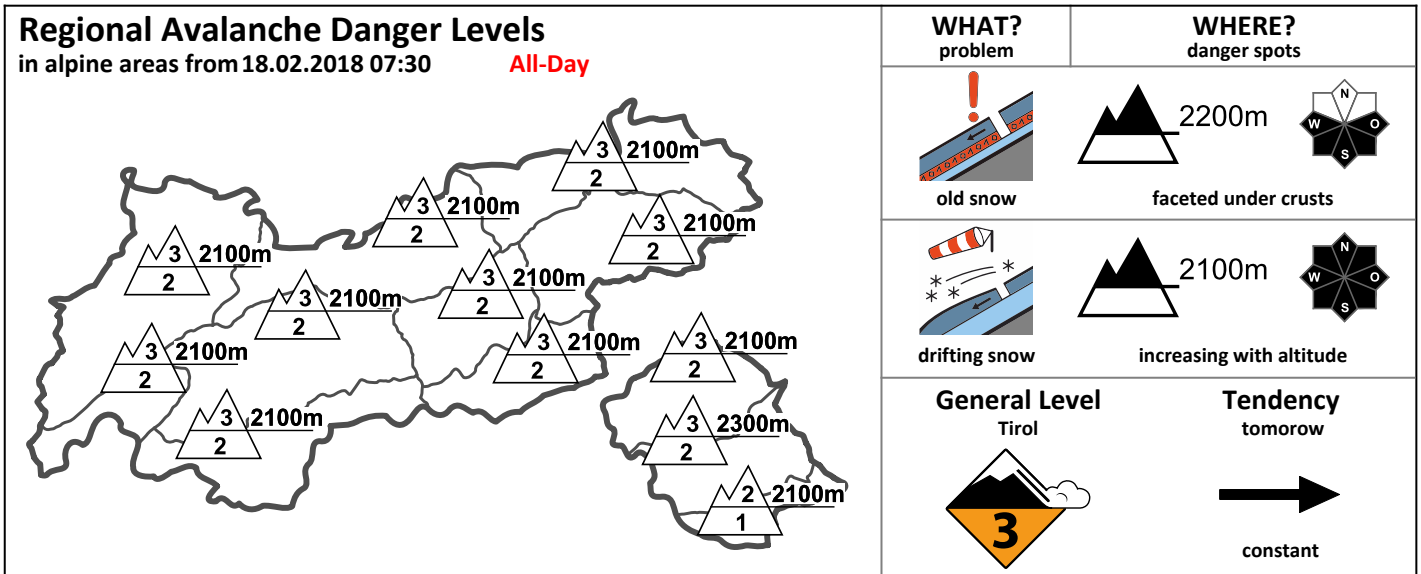 Regional Avalanche Danger Levels
in alpine areas from 18.02.2018 07:30 All-Day
3 2100m
2
3 2100m
2
3 2100m
2
3 2100m
2
3 2100m
2
3 2100m
2
3 2100m
2
3 2100m
2
3 2100m
2
3 2100m
2
3 2100m
2
3 2300m
2
2 2100m
1
WHAT?
problem
WHERE?
danger spots
old snow
2200m
N
W O
S
faceted under crusts
drifting snow
2100m
N
W O
S
increasing with altitude
General Level
Tirol
3
Tendency
tomorow
constant